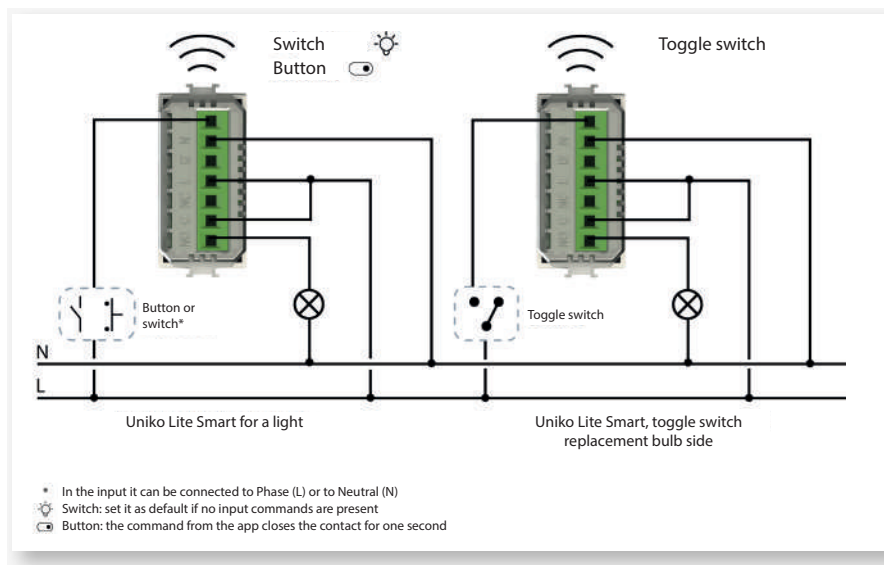 Switch
Button
Toggle switch
N
L
Button or
switch*
Toggle switch
N
L
Uniko Lite Smart for a light
Uniko Lite Smart, toggle switch
replacement bulb side
* In the input it can be connected to Phase (L) or to Neutral (N)
Switch: set it as default if no input commands are present
Button: the command from the app closes the contact for one second